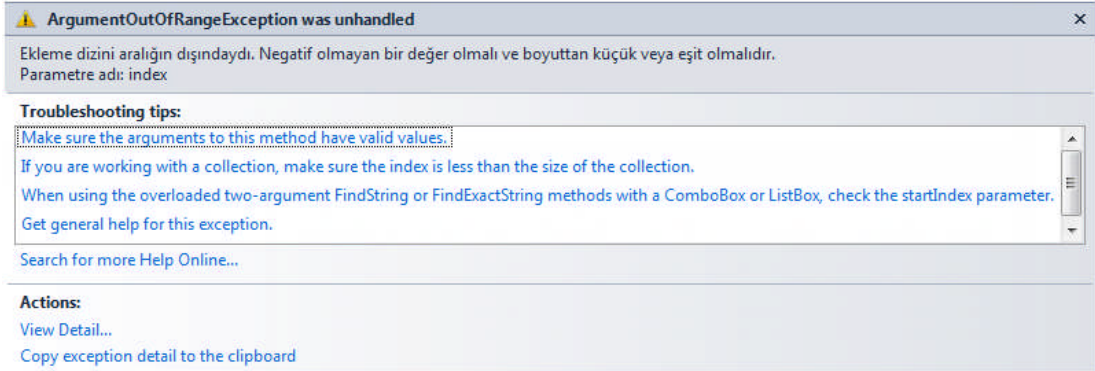 ArgumentOutOfRangeException was unhandled
Ekleme dizini aralığın dışındaydı. Negatif olmayan bir değer olmalı ve boyuttan küçük veya eşit olmalıdır.
Parametre adı: index
Troubleshooting tips:
Make sure the arguments to this method have valid values.
If you are working with a collection, make sure the index is less than the size of the collection.
When using the overloaded two-argument FindString or FindExactString methods with a ComboBox or ListBox, check the startIndex parameter.
Get general help for this exception.
Search for more Help Online...
Actions:
View Detail...
Copy exception detail to the clipboard